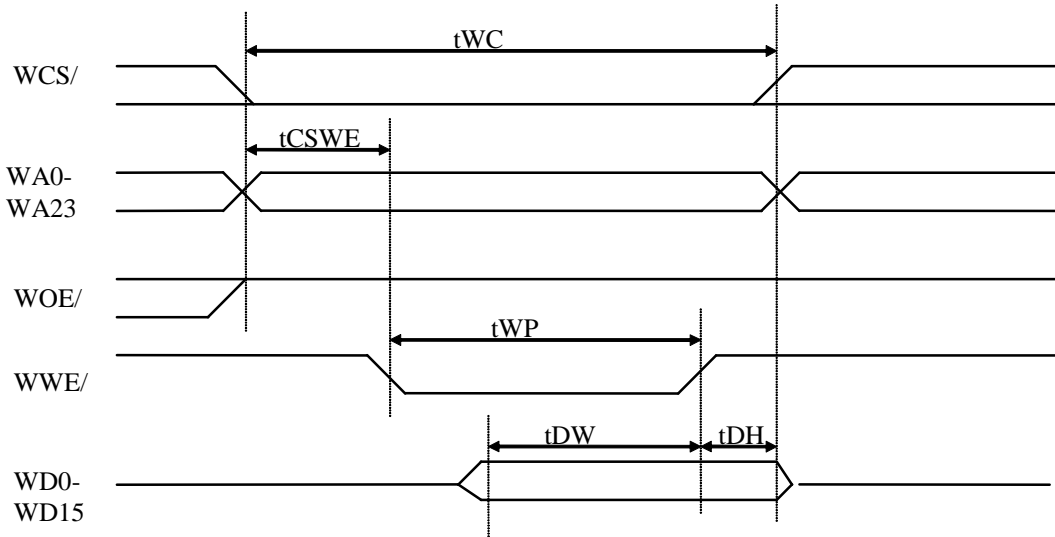 tWC
WCS/
tCSWE
WA0-
WA23
WOE/
tWP
WWE/
tDW
tDH
WD0-
WD15